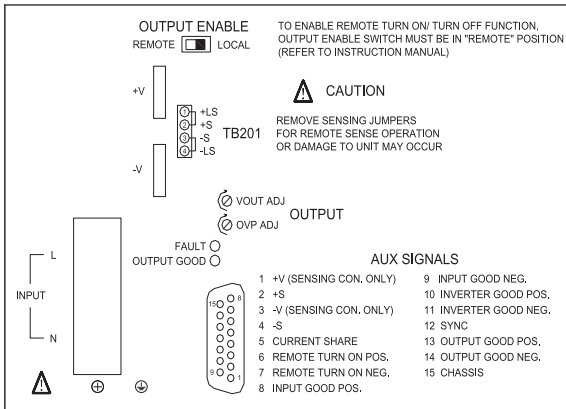 OUTPUT ENABLE
REMOTE LOCAL
TO ENABLE REMOTE TURN ON/ TURN OFF FUNCTION,
OUTPUT ENABLE SWITCH MUST BE IN "REMOTE" POSITION
(REFER TO INSTRUCTION MANUAL)
CAUTION
REMOVE SENSING JUMPERS
FOR REMOTE SENSE OPERATION
OR DAMAGE TO UNIT MAY OCCUR
+V
1 +LS
2 +S
3 -S
4 -LS
TB201
-V
VOUT ADJ
OVP ADJ
OUTPUT
FAULT
OUTPUT GOOD
L
INPUT
N
15 8
9 1
AUX SIGNALS
1 +V (SENSING CON. ONLY)
2 +S
3 -V (SENSING CON. ONLY)
4 -S
5 CURRENT SHARE
6 REMOTE TURN ON POS.
7 REMOTE TURN ON NEG.
8 INPUT GOOD POS.
9 INPUT GOOD NEG.
10 INVERTER GOOD POS.
11 INVERTER GOOD NEG.
12 SYNC
13 OUTPUT GOOD POS.
14 OUTPUT GOOD NEG.
15 CHASSIS